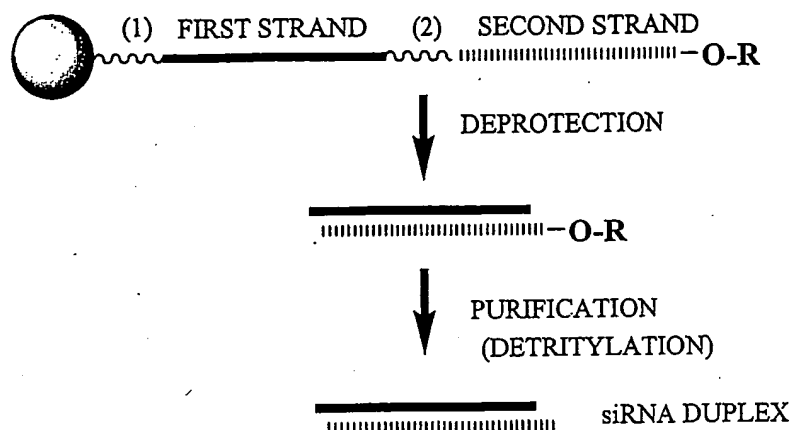 (1) FIRST STRAND (2) SECOND STRAND
O-R
DEPROTECTION
O-R
PURIFICATION
(DETRITYLATION)
siRNA DUPLEX